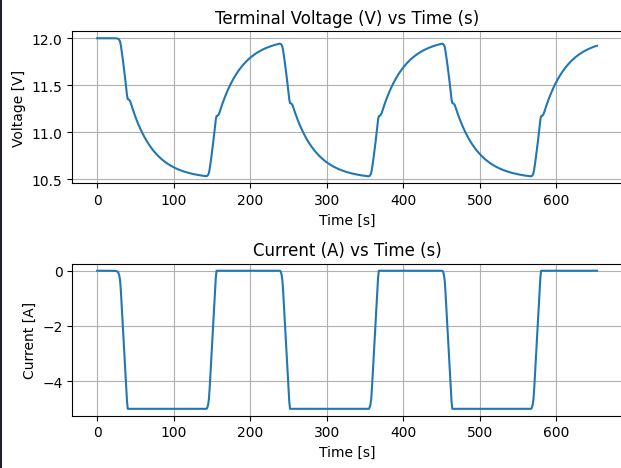 Terminal Voltage (V) vs Time (s)
12.0
11.5
11.0
10.5
Voltage [V]
0 100 200 300 400 500 600
Time [s]
Current (A) vs Time (s)
0
−2
−4
Current [A]
0 100 200 300 400 500 600
Time [s]